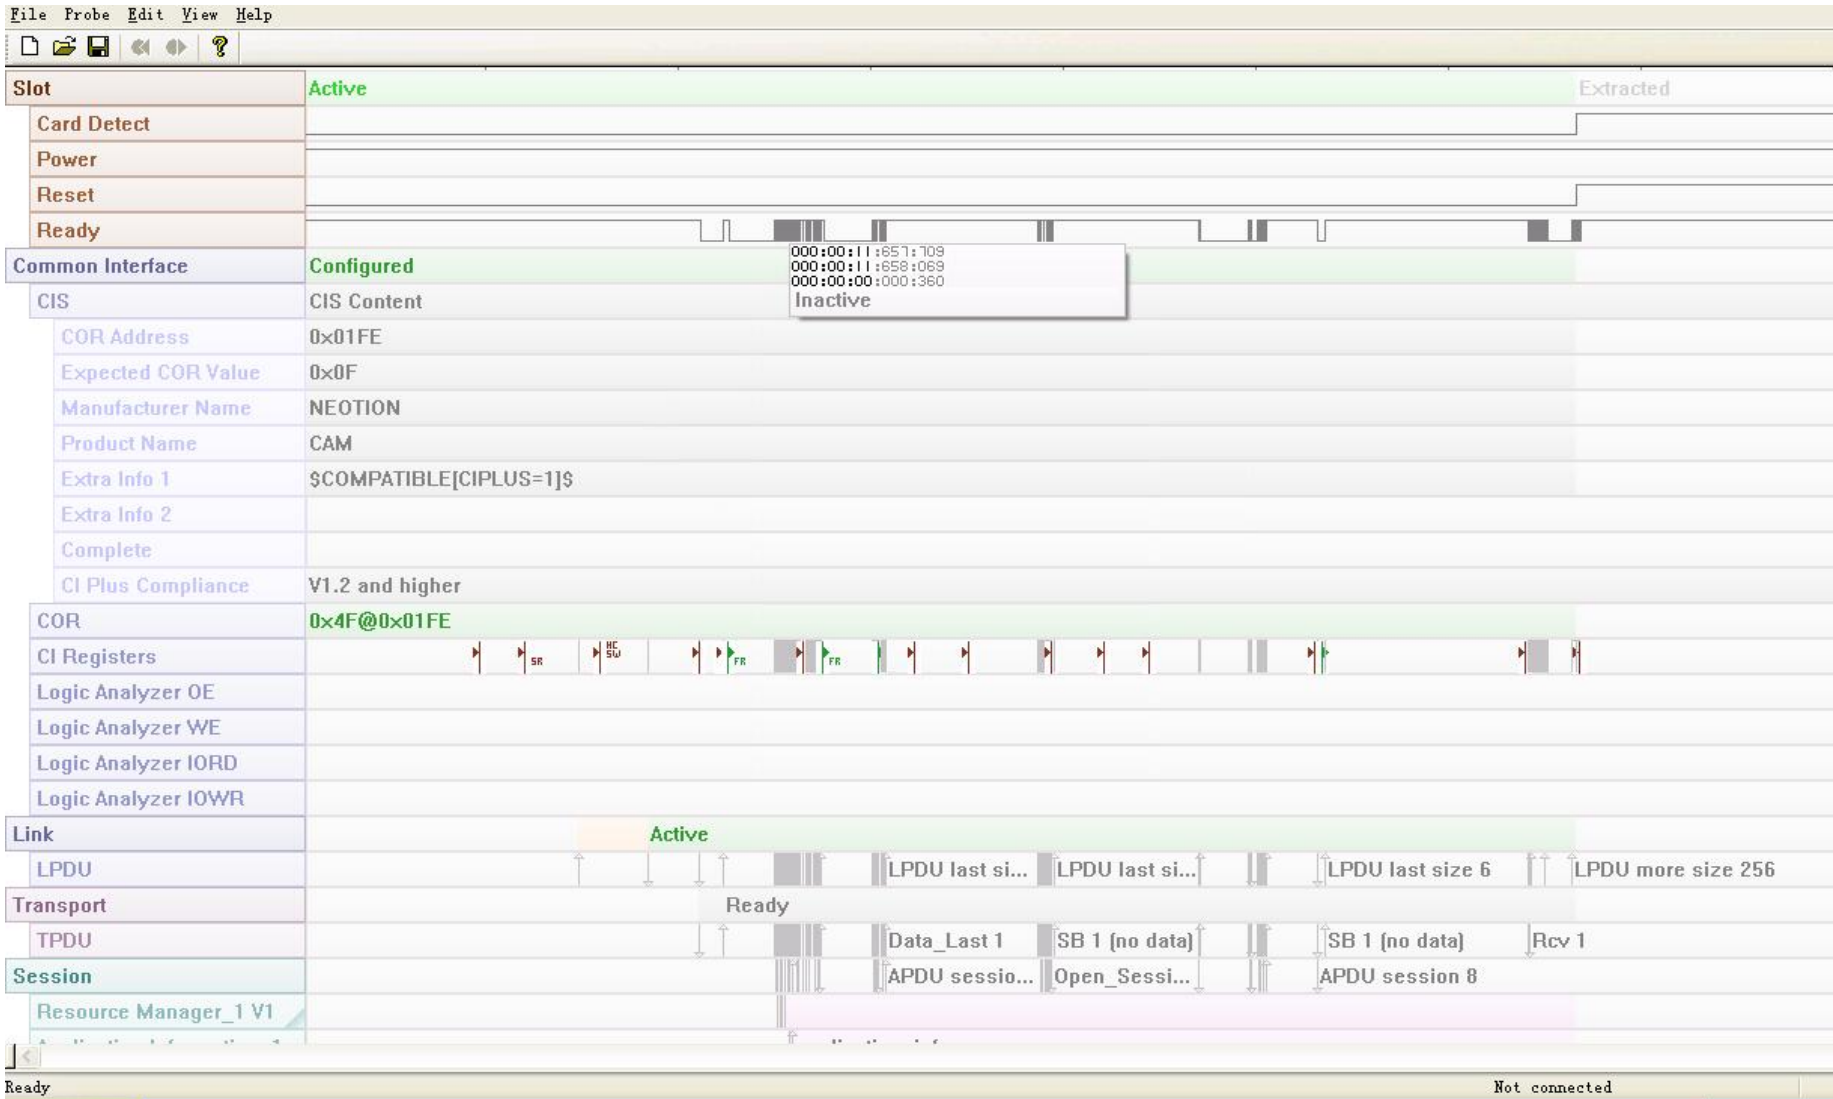 File Probe Edit View Help
Slot Active Extracted
Card Detect
Power
Reset
Ready
000:00:11:657:709
Common Interface Configured 000:00:11:658:069
000:00:00:000:360
CIS CIS Content Inactive
COR Address 0x01FE
Expected COR Value 0x0F
Manufacturer Name NEOTION
Product Name CAM
Extra Info 1 $COMPATIBLE[CIPLUS=1]$
Extra Info 2
Complete
CI Plus Compliance V1.2 and higher
COR 0x4F@0x01FE
CI Registers SR HC SW FR FR
Logic Analyzer OE
Logic Analyzer WE
Logic Analyzer IORD
Logic Analyzer IOWR
Link Active
LPDU LPDU last si... LPDU last si... LPDU last size 6 LPDU more size 256
Transport Ready
TPDU Data_Last 1 SB 1 (no data) SB 1 (no data) Rcv 1
Session APDU sessio... Open_Sessi... APDU session 8
Resource Manager_1 V1
Ready Not connected